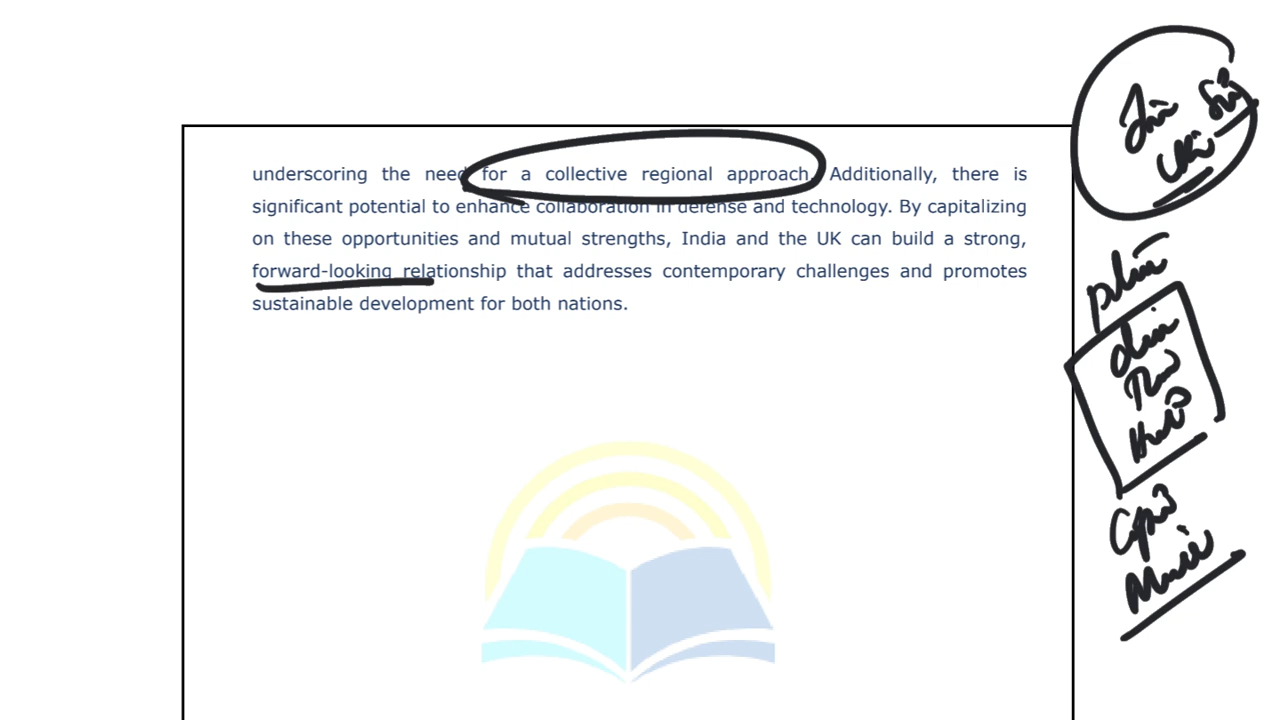 underscoring the need for a collective regional approach. Additionally, there is
significant potential to enhance collaboration in defense and technology. By capitalizing
on these opportunities and mutual strengths, India and the UK can build a strong,
forward-looking relationship that addresses contemporary challenges and promotes
sustainable development for both nations.